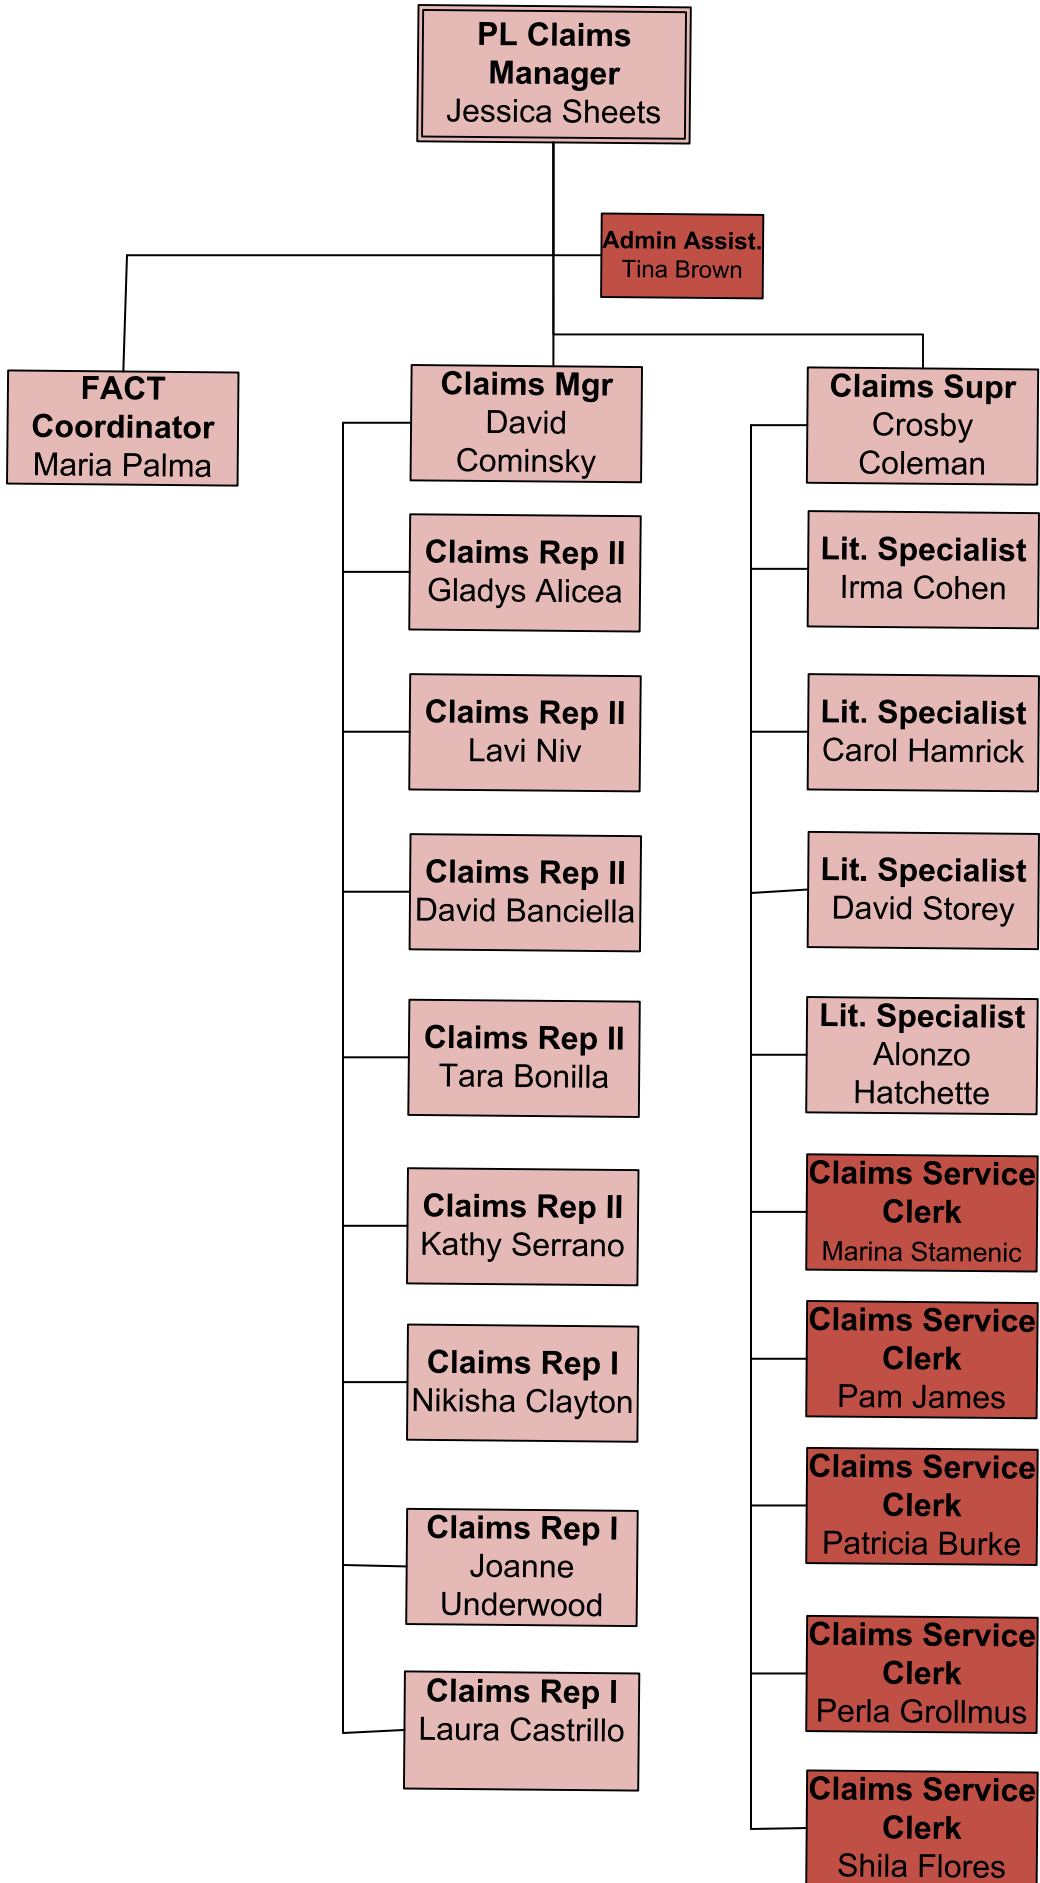 PL Claims
Manager
Jessica Sheets
Admin Assist.
Tina Brown
FACT
Coordinator
Maria Palma
Claims Mgr
David
Cominsky
Claims Rep II
Gladys Alicea
Claims Rep II
Lavi Niv
Claims Rep II
David Banciella
Claims Rep II
Tara Bonilla
Claims Rep II
Kathy Serrano
Claims Rep I
Nikisha Clayton
Claims Rep I
Joanne
Underwood
Claims Rep I
Laura Castrillo
Claims Supr
Crosby
Coleman
Lit. Specialist
Irma Cohen
Lit. Specialist
Carol Hamrick
Lit. Specialist
David Storey
Lit. Specialist
Alonzo
Hatchette
Claims Service
Clerk
Marina Stamenic
Claims Service
Clerk
Pam James
Claims Service
Clerk
Patricia Burke
Claims Service
Clerk
Perla Grollmus
Claims Service
Clerk
Shila Flores